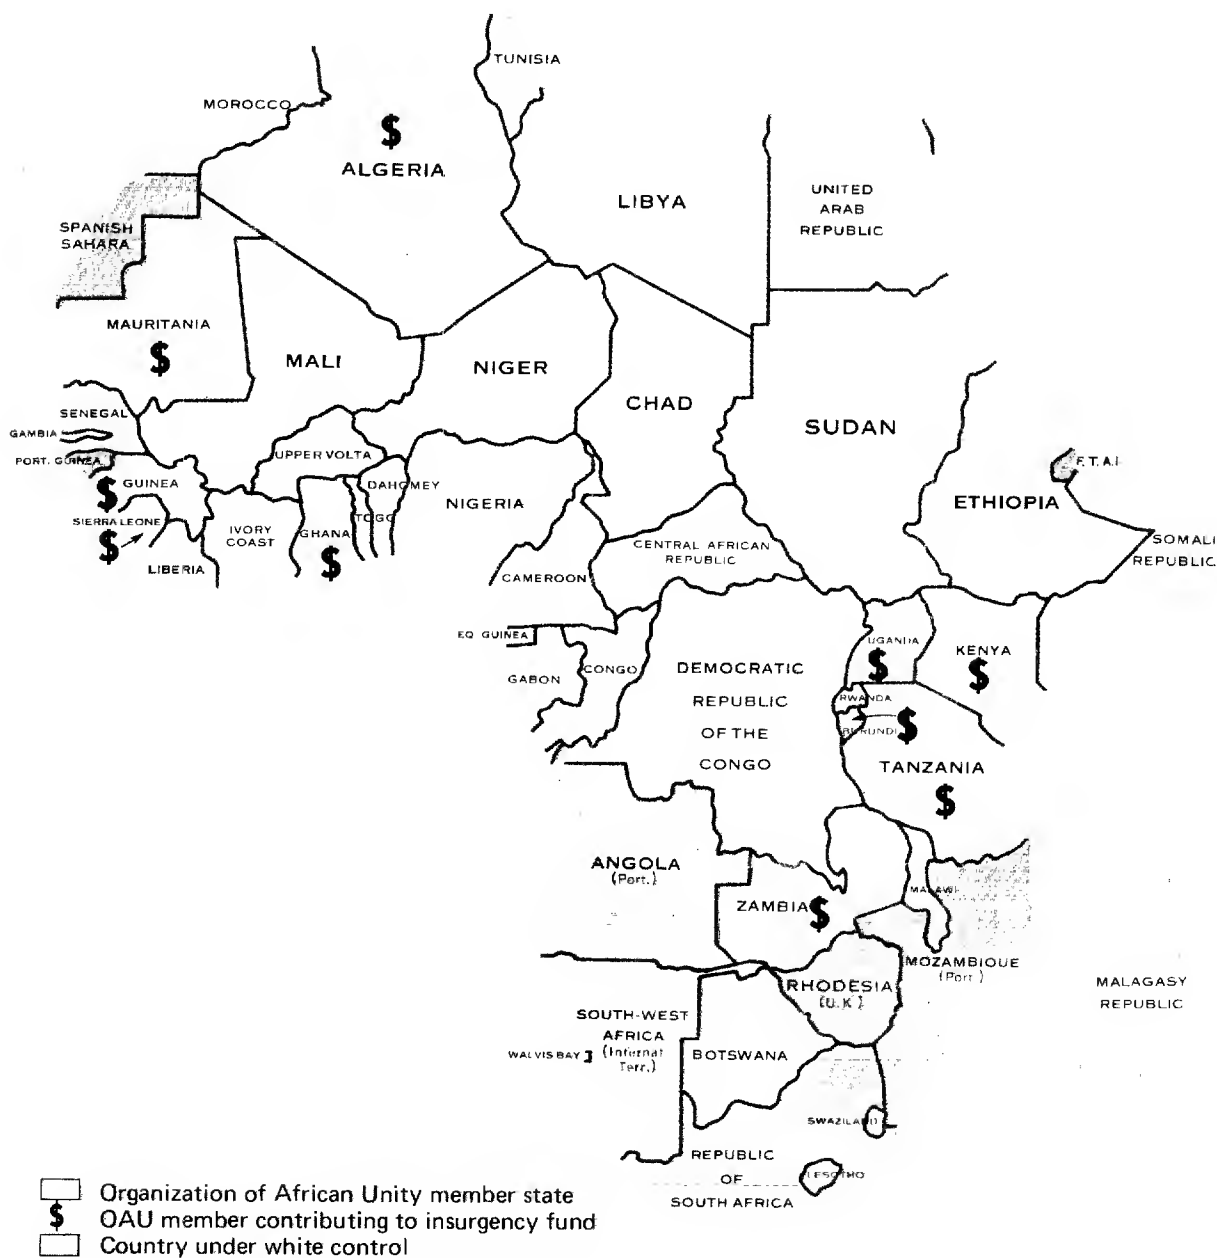 TUNISIA
MOROCCO
$
ALGERIA
LIBYA
UNITED
ARAB
REPUBLIC
SPANISH
SAHARA
MAURITANIA
$
MALI
NIGER
CHAD
SUDAN
SENEGAL
GAMBIA
PORT. GUINEA
GUINEA
$
SIERRA LEONE
$
LIBERIA
IVORY
COAST
UPPER VOLTA
GHANA
$
TOGO
DAHOMEY
NIGERIA
CAMEROON
CENTRAL AFRICAN
REPUBLIC
F.T.A.I.
ETHIOPIA
SOMALI
REPUBLIC
EQ. GUINEA
GABON
CONGO
DEMOCRATIC
REPUBLIC
OF THE
CONGO
UGANDA
$
KENYA
$
RWANDA
BURUNDI
$
TANZANIA
$
ANGOLA
(Port.)
ZAMBIA $
MALAWI
MOZAMBIQUE
(Port.)
MALAGASY
REPUBLIC
RHODESIA
(U.K.)
SOUTH-WEST
AFRICA
(Internat
Terr.)
WALVIS BAY
BOTSWANA
SWAZILAND
REPUBLIC
OF
SOUTH AFRICA
LESOTHO
Organization of African Unity member state
$ OAU member contributing to insurgency fund
Country under white control